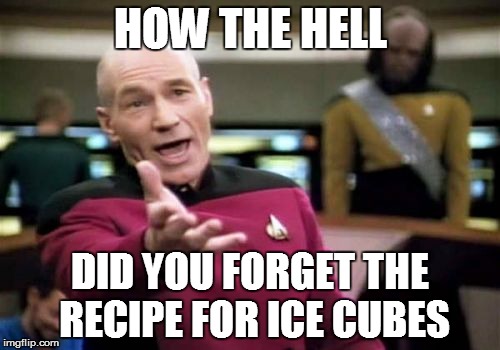 HOW THE HELL
DID YOU FORGET THE
RECIPE FOR ICE CUBES
imgflip.com